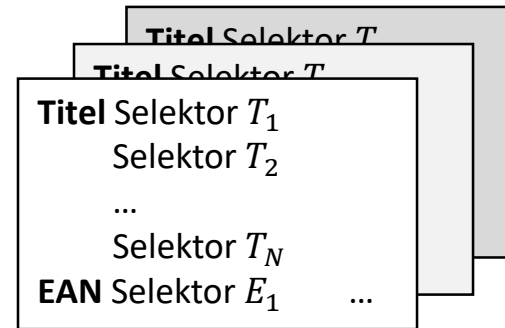 Titel Selektor T
Titel Selektor T
Titel Selektor T₁
Selektor T₂
...
Selektor T_N
EAN Selektor E₁ ...